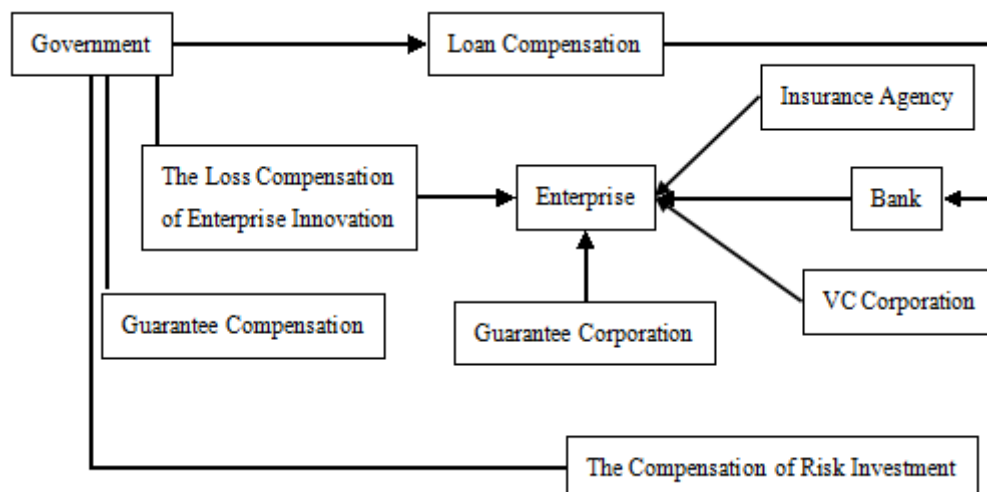 Government
Loan Compensation
Insurance Agency
The Loss Compensation
of Enterprise Innovation
Enterprise
Bank
VC Corporation
Guarantee Compensation
Guarantee Corporation
The Compensation of Risk Investment